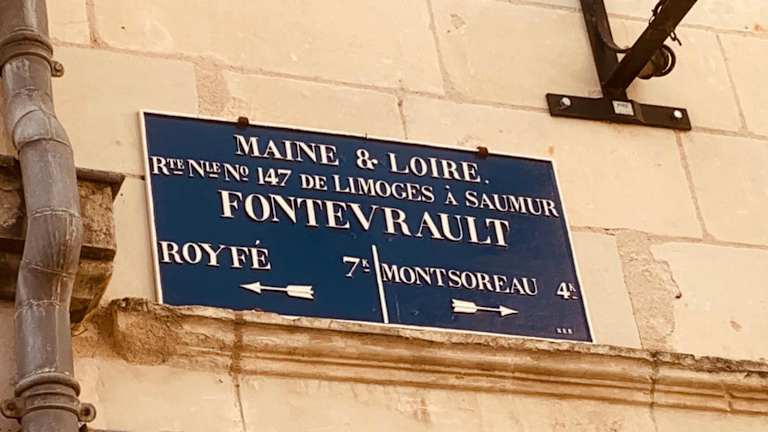 MAINE & LOIRE.
RTE NLE NO 147 DE LIMOGES À SAUMUR
FONTEVRAULT
ROYFÉ 7K MONTSOREAU 4K